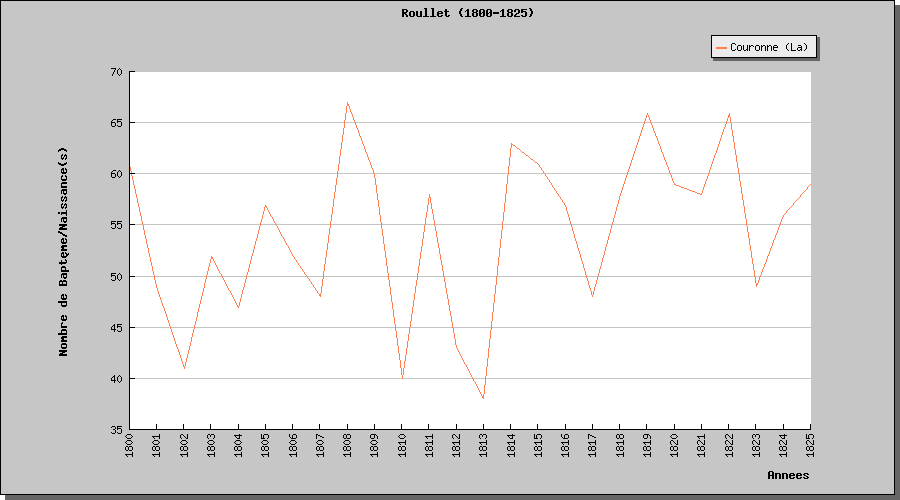 Roullet (1800-1825)
Couronne (La)
70
65
60
55
50
45
40
35
Nombre de Baptęme/Naissance(s)
1800 1801 1802 1803 1804 1805 1806 1807 1808 1809 1810 1811 1812 1813 1814 1815 1816 1817 1818 1819 1820 1821 1822 1823 1824 1825
Annees